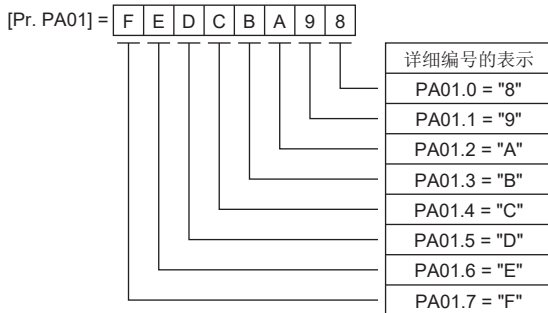 [Pr. PA01] = F E D C B A 9 8
详细编号的表示
PA01.0 = "8"
PA01.1 = "9"
PA01.2 = "A"
PA01.3 = "B"
PA01.4 = "C"
PA01.5 = "D"
PA01.6 = "E"
PA01.7 = "F"